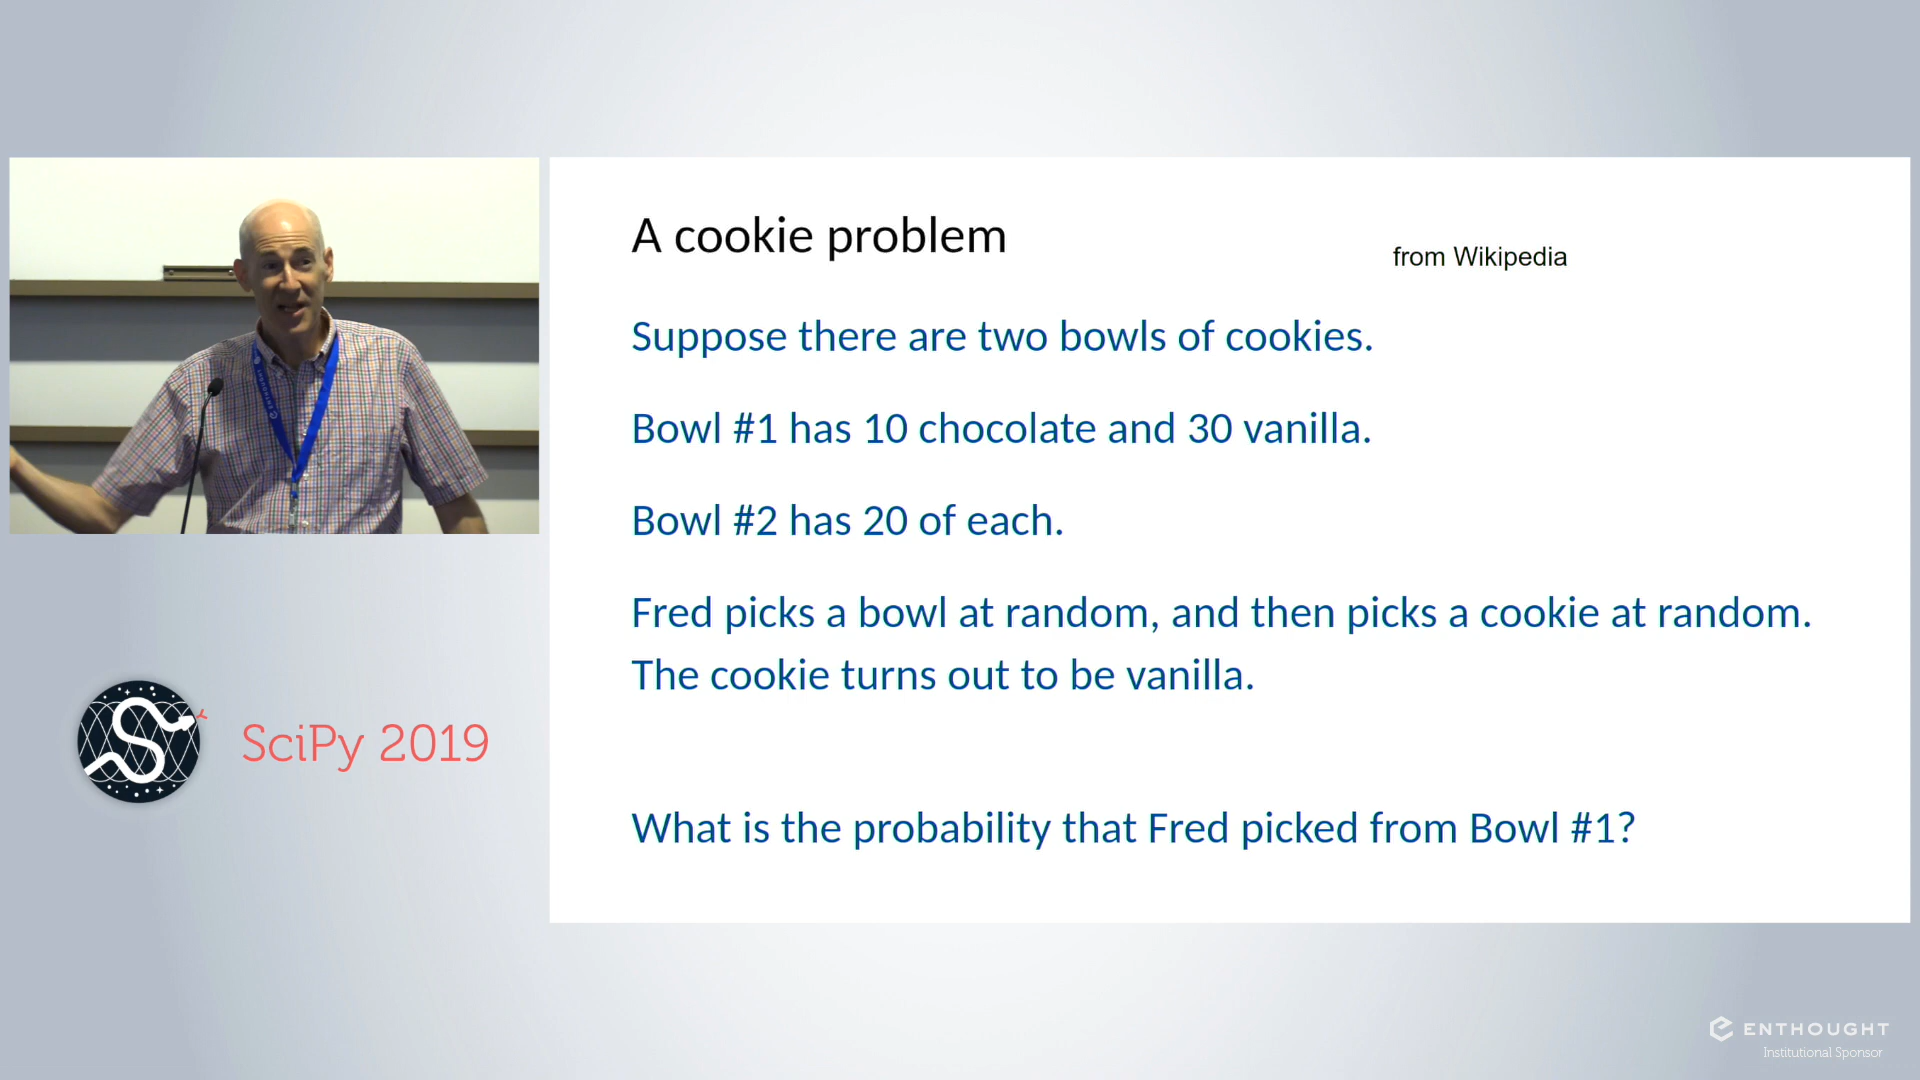 A cookie problem
from Wikipedia
Suppose there are two bowls of cookies.
Bowl #1 has 10 chocolate and 30 vanilla.
Bowl #2 has 20 of each.
Fred picks a bowl at random, and then picks a cookie at random.
The cookie turns out to be vanilla.
What is the probability that Fred picked from Bowl #1?
ENTHOUGHT
SciPy 2019
ENTHOUGHT
Institutional Sponsor